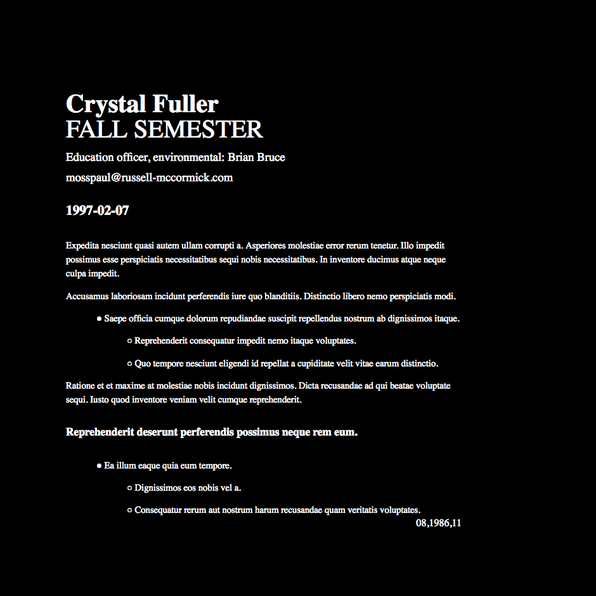 Crystal Fuller
FALL SEMESTER
Education officer, environmental: Brian Bruce
mosspaul@russell-mccormick.com
1997-02-07
Expedita nesciunt quasi autem ullam corrupti a. Asperiores molestiae error rerum tenetur. Illo impedit
possimus esse perspiciatis necessitatibus sequi nobis necessitatibus. In inventore ducimus atque neque
culpa impedit.
Accusamus laboriosam incidunt perferendis iure quo blanditiis. Distinctio libero nemo perspiciatis modi.
Saepe officia cumque dolorum repudiandae suscipit repellendus nostrum ab dignissimos itaque.
Reprehenderit consequatur impedit nemo itaque voluptates.
Quo tempore nesciunt eligendi id repellat a cupiditate velit vitae earum distinctio.
Ratione et et maxime at molestiae nobis incidunt dignissimos. Dicta recusandae ad qui beatae voluptate
sequi. Iusto quod inventore veniam velit cumque reprehenderit.
Reprehenderit deserunt perferendis possimus neque rem eum.
Ea illum eaque quia eum tempore.
Dignissimos eos nobis vel a.
Consequatur rerum aut nostrum harum recusandae quam veritatis voluptates.
08,1986,11